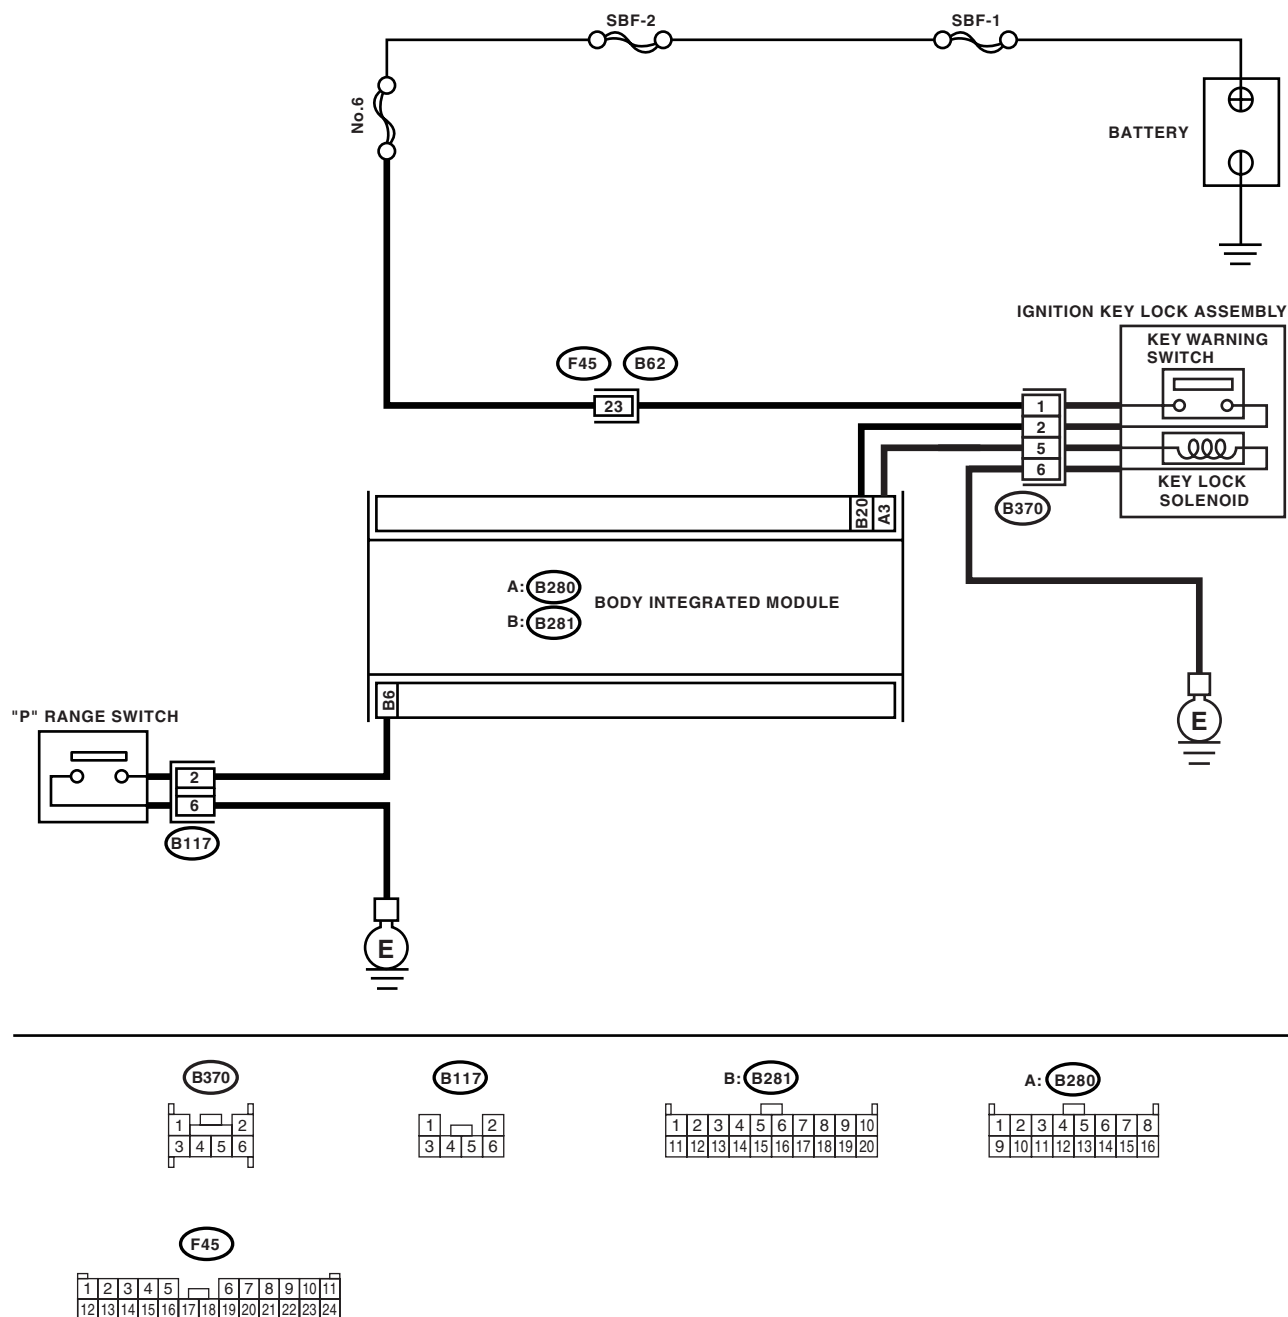 SBF-2
SBF-1
No.6
BATTERY
IGNITION KEY LOCK ASSEMBLY
KEY WARNING
SWITCH
F45
B62
23
1
2
5
6
KEY LOCK
SOLENOID
B370
B20
A3
A: B280
BODY INTEGRATED MODULE
B: B281
B6
"P" RANGE SWITCH
2
6
B117
E
E
B370
1 2
3 4 5 6
B117
1 2
3 4 5 6
B: B281
1 2 3 4 5 6 7 8 9 10
11 12 13 14 15 16 17 18 19 20
A: B280
1 2 3 4 5 6 7 8
9 10 11 12 13 14 15 16
F45
1 2 3 4 5 6 7 8 9 10 11
12 13 14 15 16 17 18 19 20 21 22 23 24